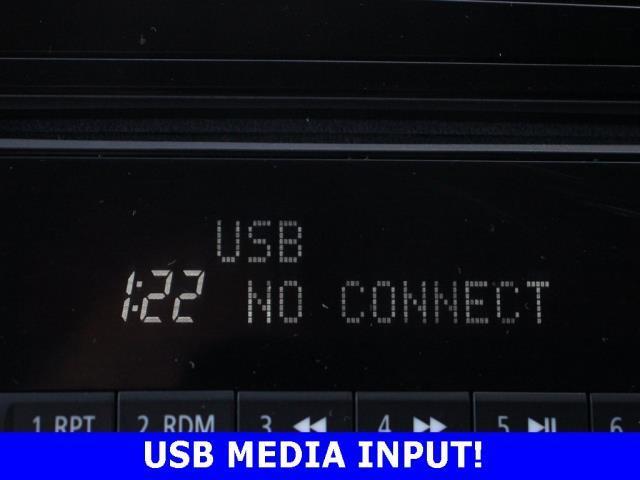 USB
1:22 NO CONNECT
1 RPT 2 RDM 3 4 5 6
USB MEDIA INPUT!